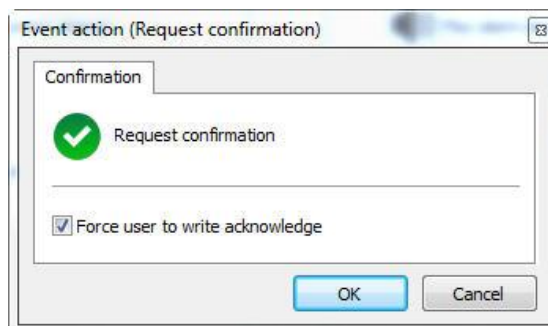 Event action (Request confirmation)
Confirmation
Request confirmation
Force user to write acknowledge
OK
Cancel